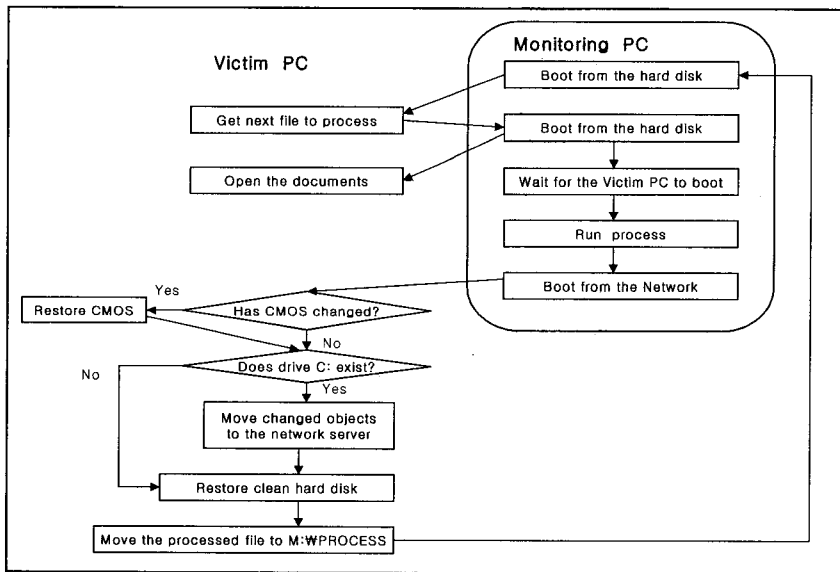 Victim PC
Monitoring PC
Boot from the hard disk
Get next file to process
Boot from the hard disk
Open the documents
Wait for the Victim PC to boot
Run process
Boot from the Network
Yes
Restore CMOS
Has CMOS changed?
No
Does drive C: exist?
No
Yes
Move changed objects
to the network server
Restore clean hard disk
Move the processed file to M:₩PROCESS